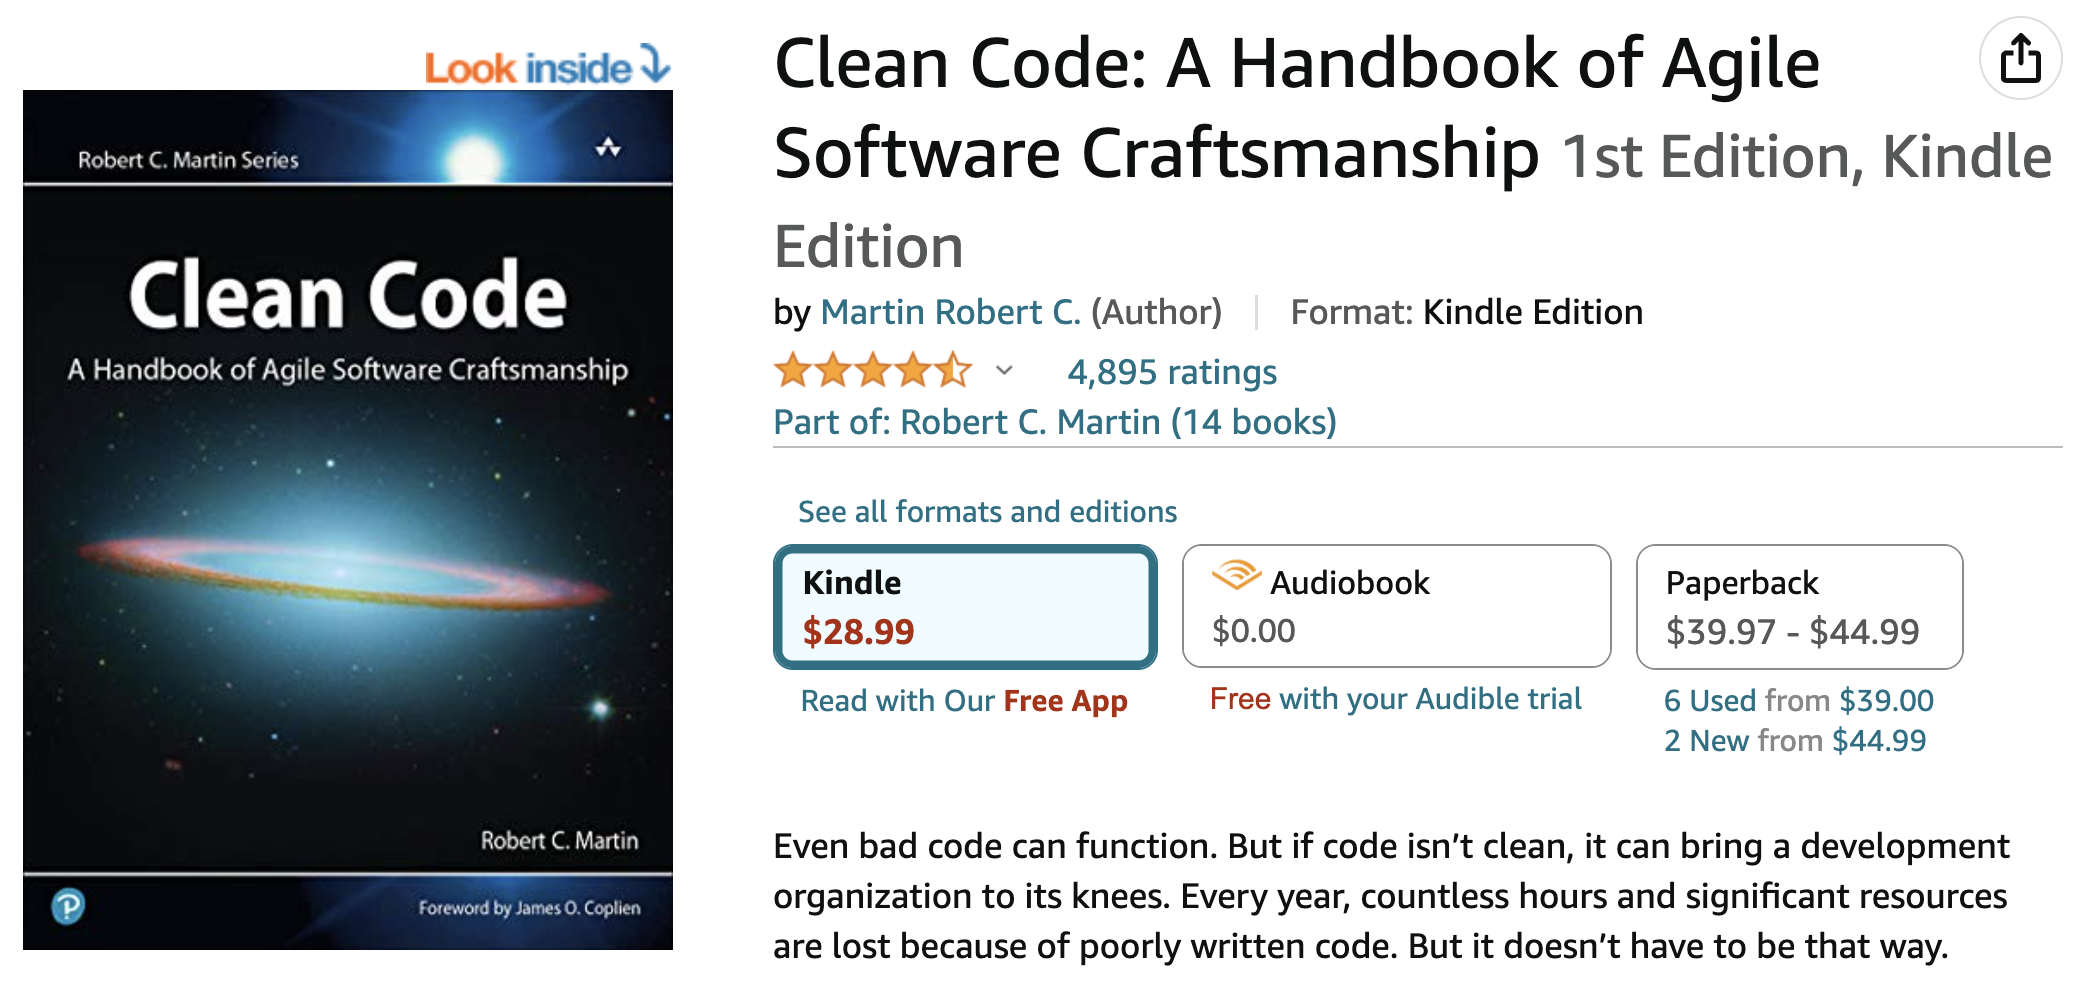 Look inside
Robert C. Martin Series
Clean Code
A Handbook of Agile Software Craftsmanship
Robert C. Martin
P
Foreword by James O. Coplien
Clean Code: A Handbook of Agile
Software Craftsmanship 1st Edition, Kindle
Edition
by Martin Robert C. (Author) Format: Kindle Edition
4,895 ratings
Part of: Robert C. Martin (14 books)
See all formats and editions
Kindle
$28.99
Read with Our Free App
Audiobook
$0.00
Free with your Audible trial
Paperback
$39.97 - $44.99
6 Used from $39.00
2 New from $44.99
Even bad code can function. But if code isn’t clean, it can bring a development
organization to its knees. Every year, countless hours and significant resources
are lost because of poorly written code. But it doesn’t have to be that way.